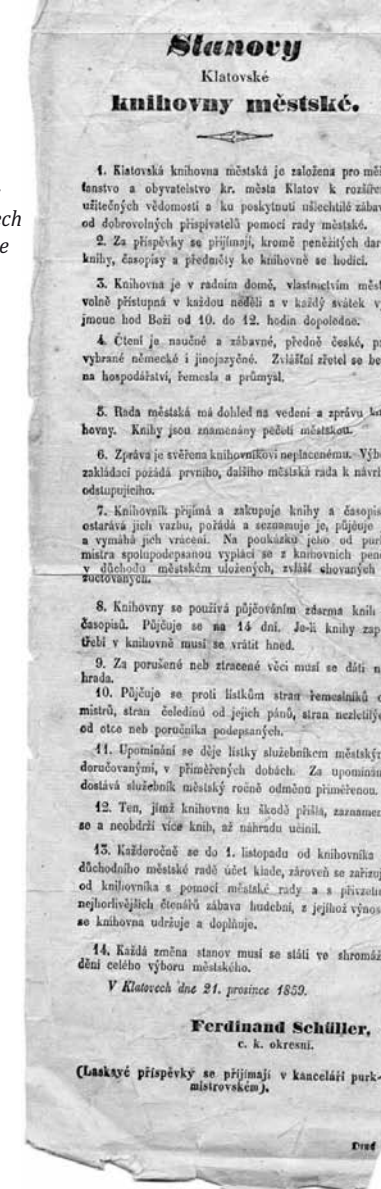 ech
e
Stanovy
Klatovské
knihovny městské.
1. Klatovská knihovna městská je založena pro měš
ťanstvo a obyvatelstvo kr. města Klatov k rozšíře
užitečných vědomostí a ku poskytnutí ušlechtilé zábav
od dobrovolných přispívatelů pomocí rady městské.
2. Za příspěvky se přijímají, kromě peněžitých dar
knihy, časopisy a předměty ke knihovně se hodící.
3. Knihovna je v radním domě, vlastnictvím měst
volně přístupná v každou neděli a v každý svátek v
jmouc hod Boží od 10. do 12. hodin dopoledne.
4. Čtení je naučné a zábavné, předně české, p
vybrané německé i jinojazyčné. Zvláštní zřetel se be
na hospodářství, řemesla a průmysl.
5. Rada městská má dohled na vedení a zprávu kni
hovny. Knihy jsou znamenány pečetí městskou.
6. Zpráva je svěřena knihovníkovi neplacenému. Výb
zakládací požádá prvního, dalšího městská rada k návrh
odstupujícího.
7. Knihovník přijímá a zakupuje knihy a časopis
ostarává jich vazbu, pořádá a seznamuje je, půjčuje
a vymáhá jich vrácení. Na poukázku jeho od pur
mistra spolupodepsanou vyplácí se z knihovních peně
v důchodu městském uložených, zvlášť chovaných
zúčtovaných.
8. Knihovny se používá půjčováním zdarma knih
časopisů. Půjčuje se na 14 dní. Je-li knihy zap
třebí v knihovně musí se vrátit hned.
9. Za porušené neb ztracené věci musí se dáti n
hrada.
10. Půjčuje se proti lístkům stran řemeslníků o
mistrů, stran čeledínů od jejich pánů, stran nezletilýc
od otce neb poručníka podepsaných.
11. Upomínání se děje lístky služebníkem městským
doručovanými, v přiměřených dobách. Za upomínán
dostává služebník městský ročně odměnu přiměřenou.
12. Ten, jímž knihovna ku škodě přišla, zaznamen
se a neobdrží více knih, až náhradu učinil.
13. Každoročně se do 1. listopadu od knihovníka
důchodního městské radě účet klade, zároveň se zařizuj
od knihovníka s pomocí městské rady a s přivzetím
nejhorlivějších čtenářů zábava hudební, z jejíhož výnos
se knihovna udržuje a doplňuje.
14. Každá změna stanov musí se státi ve shromáž
dění celého výboru městského.
V Klatovech dne 21. prosince 1859.
Ferdinand Schüller,
c. k. okresní.
(Laskavé příspěvky se přijímají v kanceláři purk-
mistrovském).